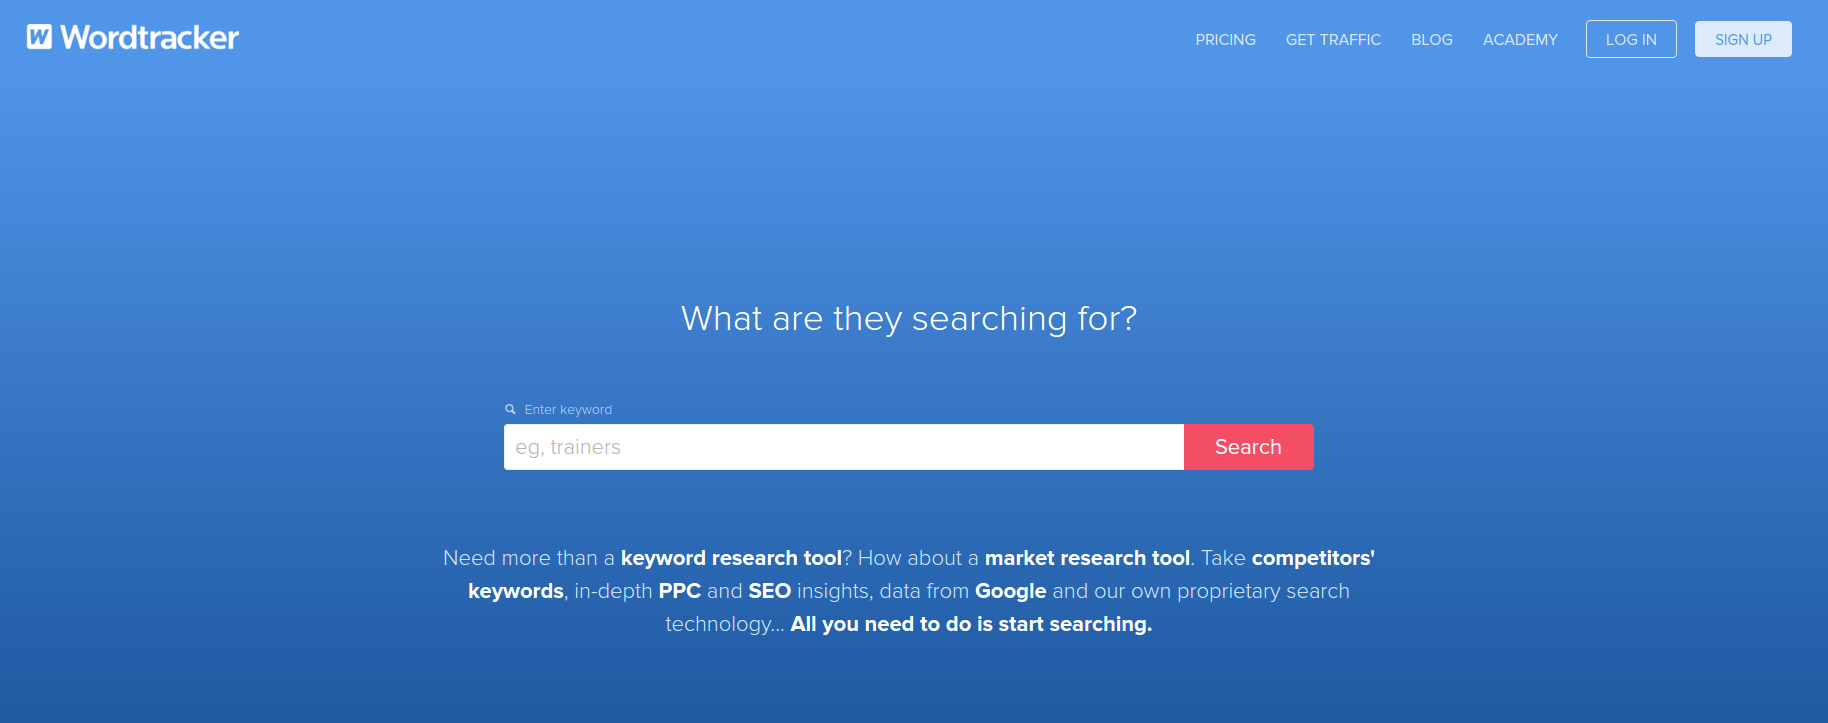 W Wordtracker
PRICING GET TRAFFIC BLOG ACADEMY LOG IN SIGN UP
What are they searching for?
Enter keyword
eg, trainers Search
Need more than a keyword research tool? How about a market research tool. Take competitors'
keywords, in-depth PPC and SEO insights, data from Google and our own proprietary search
technology... All you need to do is start searching.